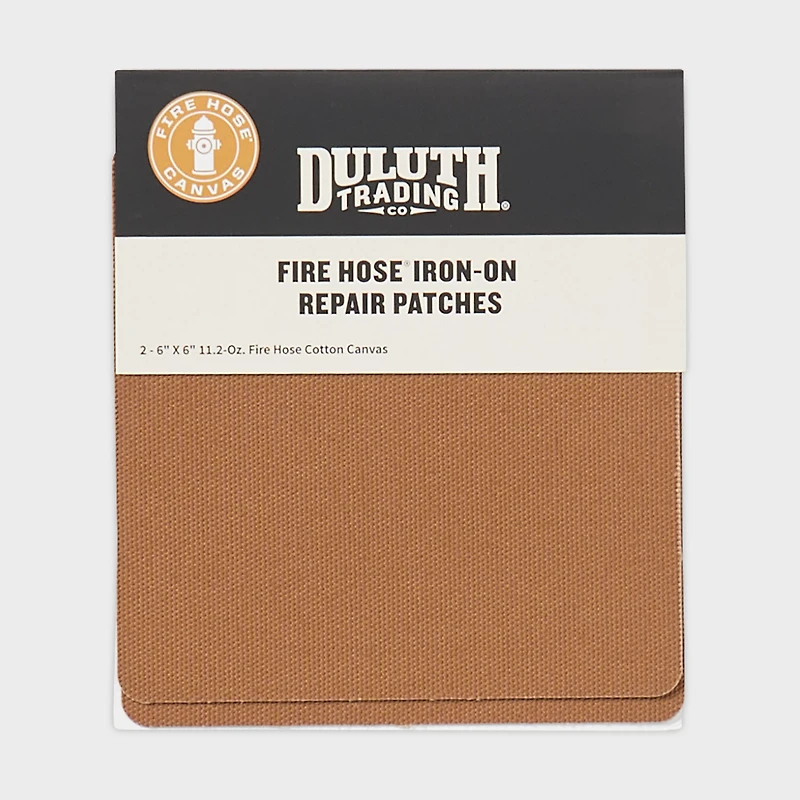 FIRE HOSE®
CANVAS
DULUTH
TRADING
CO
®
FIRE HOSE® IRON-ON
REPAIR PATCHES
2 - 6" X 6" 11.2-Oz. Fire Hose Cotton Canvas